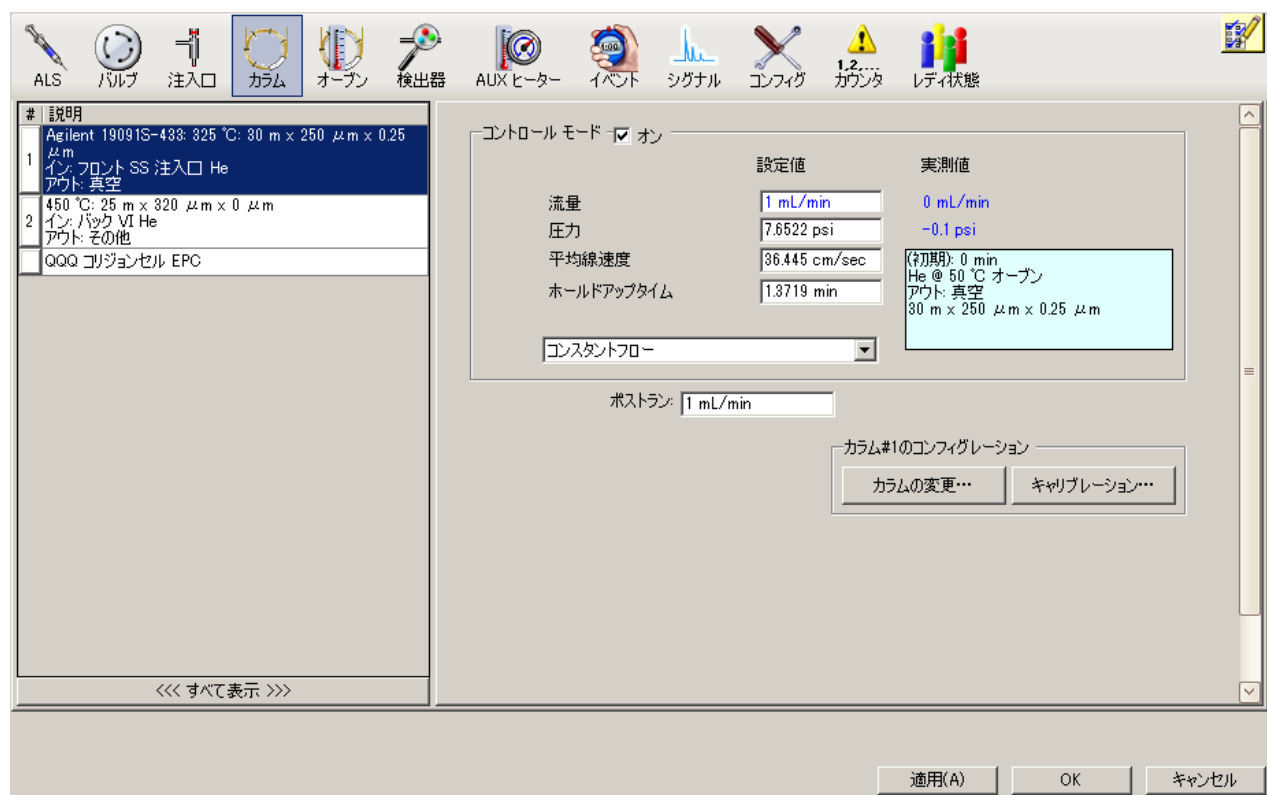 ALS バルブ 注入口 カラム オーブン 検出器 AUX ヒーター イベント シグナル コンフィグ カウンタ レディ状態
1:00
1,2,...
# 説明
1
Agilent 19091S-433: 325 ℃: 30 m x 250 μm x 0.25
μm
イン: フロント SS 注入口 He
アウト: 真空
2
450 ℃: 25 m x 320 μm x 0 μm
イン: バック VI He
アウト: その他
QQQ コリジョンセル EPC
<<< すべて表示 >>>
コントロール モード オン
設定値 実測値
流量 1 mL/min 0 mL/min
圧力 7.6522 psi -0.1 psi
平均線速度 36.445 cm/sec
ホールドアップタイム 1.3719 min
(初期): 0 min
He @ 50 ℃ オーブン
アウト: 真空
30 m x 250 μm x 0.25 μm
コンスタントフロー
ポストラン: 1 mL/min
カラム#1のコンフィグレーション
カラムの変更… キャリブレーション…
適用(A) OK キャンセル